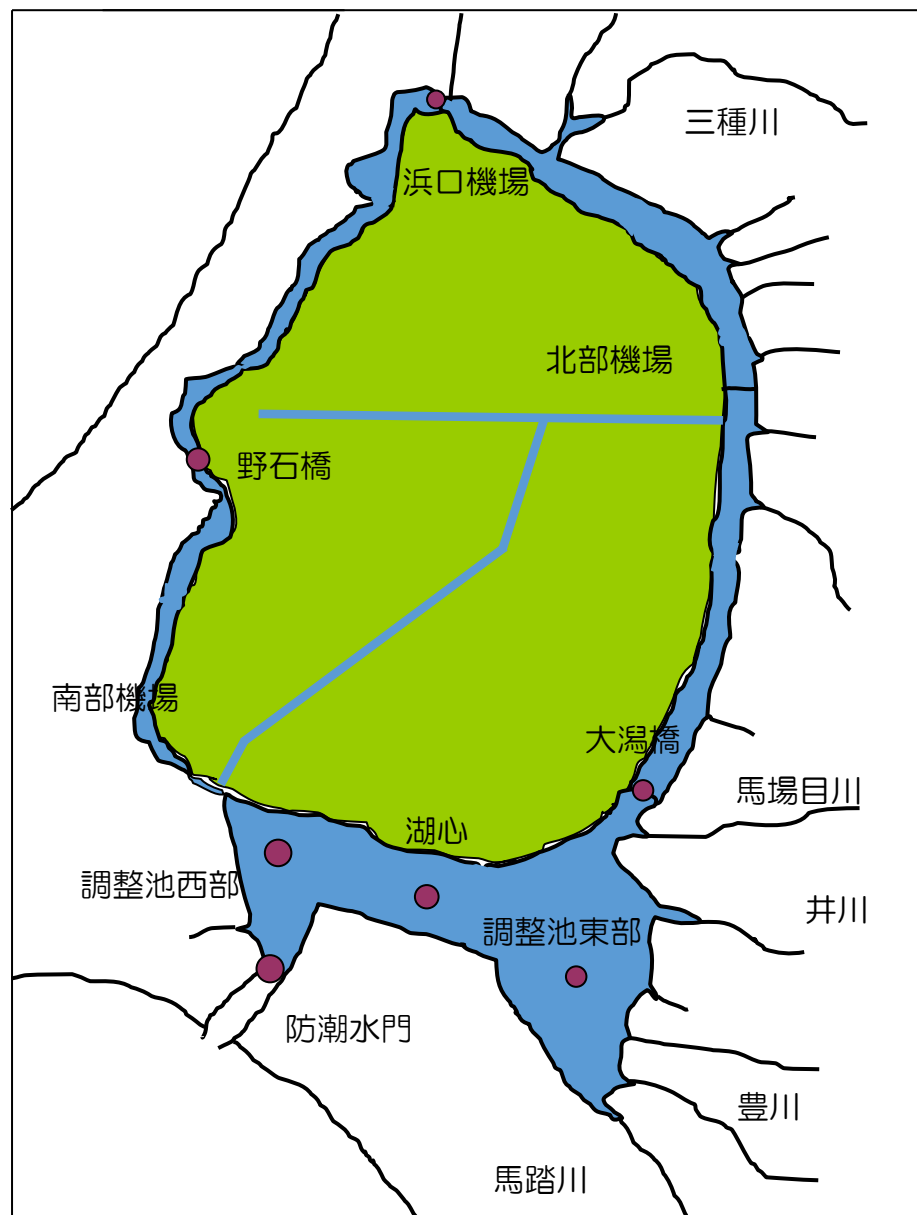 三種川
浜口機場
北部機場
野石橋
南部機場
大潟橋
馬場目川
湖心
調整池西部
井川
調整池東部
防潮水門
豊川
馬踏川